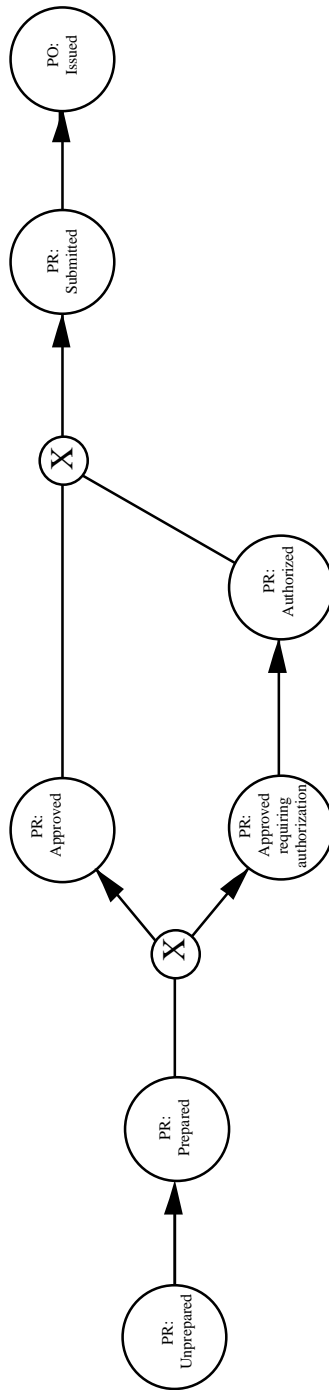 PR:
Unprepared
PR:
Prepared
X
PR:
Approved
PR:
Approved
requiring
authorization
PR:
Authorized
X
PR:
Submitted
PO:
Issued